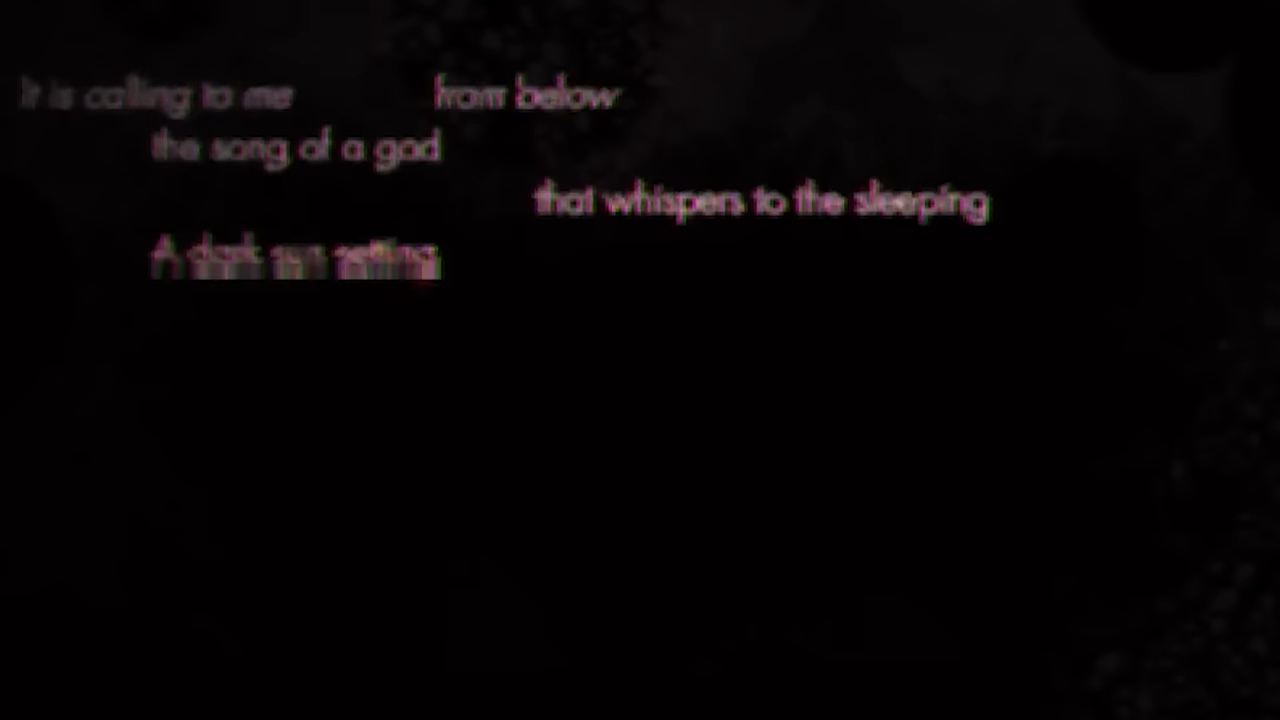 It is calling to me from below
the song of a god
that whispers to the sleeping
A dark sun setting